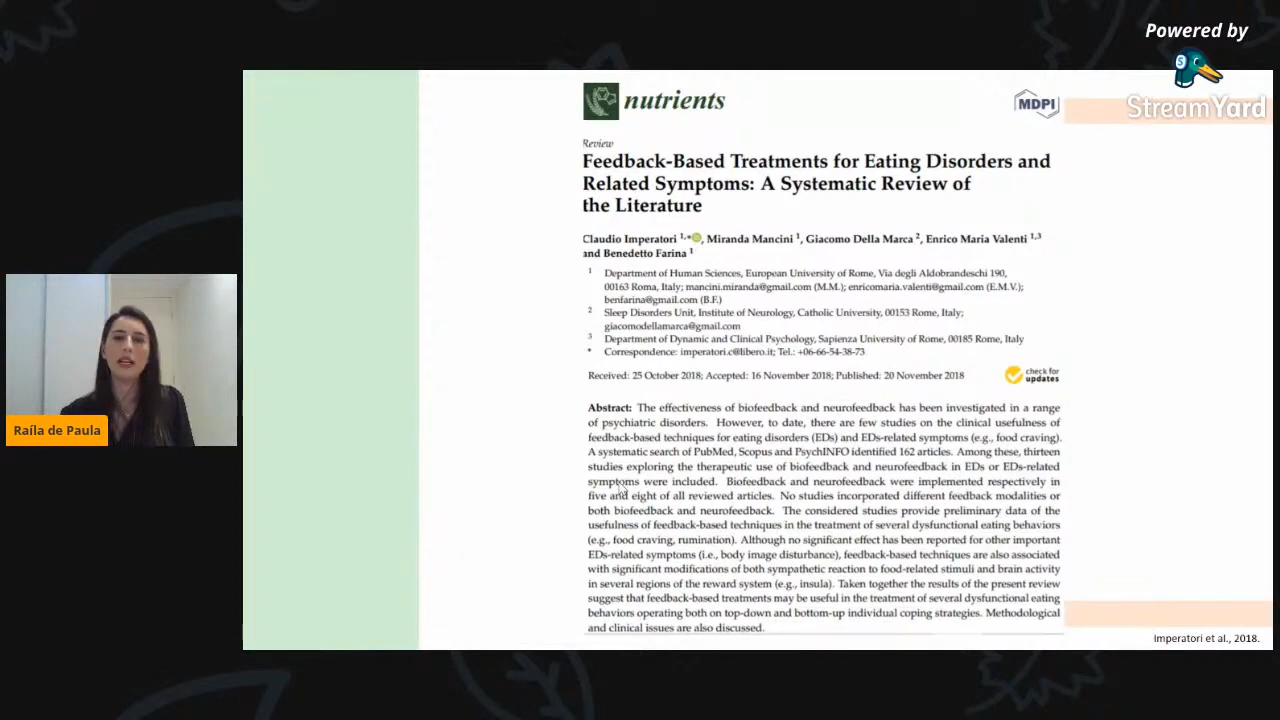 Powered by
StreamYard
nutrients
MDPI
Review
Feedback-Based Treatments for Eating Disorders and
Related Symptoms: A Systematic Review of
the Literature
Claudio Imperatori 1,*, Miranda Mancini 1, Giacomo Della Marca 2, Enrico Maria Valenti 1,3
and Benedetto Farina 1
1 Department of Human Sciences, European University of Rome, Via degli Aldobrandeschi 190,
00163 Roma, Italy; mancini.miranda@gmail.com (M.M.); enricomaria.valenti@gmail.com (E.M.V.);
benfarina@gmail.com (B.F.)
2 Sleep Disorders Unit, Institute of Neurology, Catholic University, 00153 Rome, Italy;
giacomodellamarca@gmail.com
3 Department of Dynamic and Clinical Psychology, Sapienza University of Rome, 00185 Rome, Italy
* Correspondence: imperatori.c@libero.it; Tel.: +06-66-54-38-73
Received: 25 October 2018; Accepted: 16 November 2018; Published: 20 November 2018
check for
updates
Abstract: The effectiveness of biofeedback and neurofeedback has been investigated in a range
of psychiatric disorders. However, to date, there are few studies on the clinical usefulness of
feedback-based techniques for eating disorders (EDs) and EDs-related symptoms (e.g., food craving).
A systematic search of PubMed, Scopus and PsychINFO identified 162 articles. Among these, thirteen
studies exploring the therapeutic use of biofeedback and neurofeedback in EDs or EDs-related
symptoms were included. Biofeedback and neurofeedback were implemented respectively in
five and eight of all reviewed articles. No studies incorporated different feedback modalities or
both biofeedback and neurofeedback. The considered studies provide preliminary data of the
usefulness of feedback-based techniques in the treatment of several dysfunctional eating behaviors
(e.g., food craving, rumination). Although no significant effect has been reported for other important
EDs-related symptoms (i.e., body image disturbance), feedback-based techniques are also associated
with significant modifications of both sympathetic reaction to food-related stimuli and brain activity
in several regions of the reward system (e.g., insula). Taken together the results of the present review
suggest that feedback-based treatments may be useful in the treatment of several dysfunctional eating
behaviors operating both on top-down and bottom-up individual coping strategies. Methodological
and clinical issues are also discussed.
Imperatori et al., 2018.
Raíla de Paula